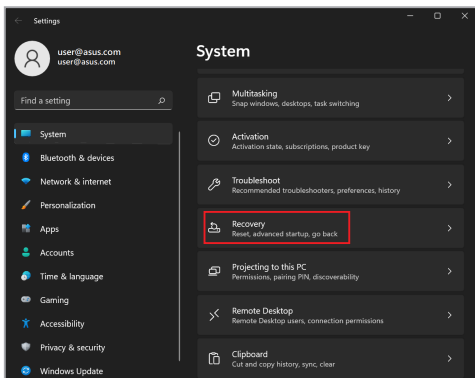 Settings
user@asus.com
user@asus.com
Find a setting
System
Bluetooth & devices
Network & internet
Personalization
Apps
Accounts
Time & language
Gaming
Accessibility
Privacy & security
Windows Update
System
Multitasking
Snap windows, desktops, task switching
Activation
Activation state, subscriptions, product key
Troubleshoot
Recommended troubleshooters, preferences, history
Recovery
Reset, advanced startup, go back
Projecting to this PC
Permissions, pairing PIN, discoverability
Remote Desktop
Remote Desktop users, connection permissions
Clipboard
Cut and copy history, sync, clear